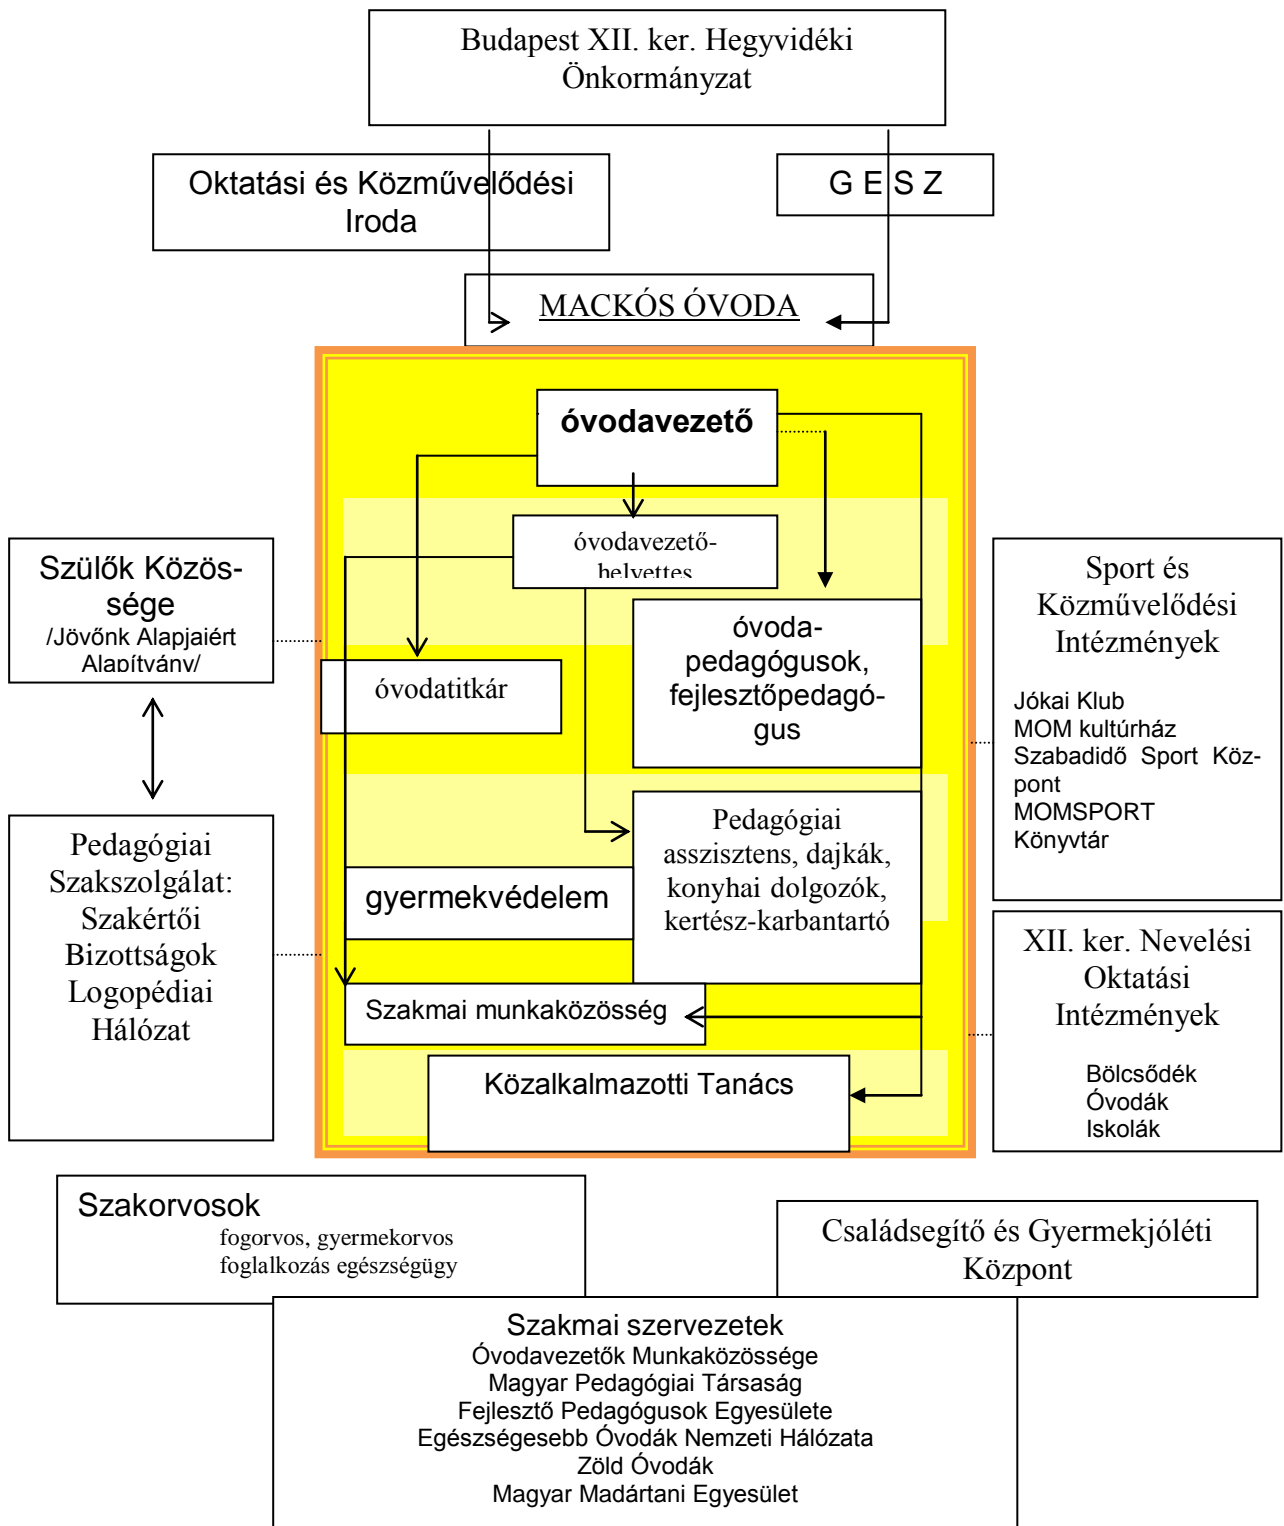 Budapest XII. ker. Hegyvidéki
Önkormányzat
Oktatási és Közművelődési
Iroda
G E S Z
MACKÓS ÓVODA
óvodavezető
óvodavezető-
helyettes
Szülők Közös-
sége
/Jövőnk Alapjaiért
Alapítvány/
óvodatitkár
óvoda-
pedagógusok,
fejlesztőpedagó-
gus
Sport és
Közművelődési
Intézmények
Jókai Klub
MOM kultúrház
Szabadidő Sport Köz-
pont
MOMSPORT
Könyvtár
Pedagógiai
Szakszolgálat:
Szakértői
Bizottságok
Logopédiai
Hálózat
gyermekvédelem
Pedagógiai
asszisztens, dajkák,
konyhai dolgozók,
kertész-karbantartó
Szakmai munkaközösség
Közalkalmazotti Tanács
XII. ker. Nevelési
Oktatási
Intézmények
Bölcsődék
Óvodák
Iskolák
Szakorvosok
fogorvos, gyermekorvos
foglalkozás egészségügy
Családsegítő és Gyermekjóléti
Központ
Szakmai szervezetek
Óvodavezetők Munkaközössége
Magyar Pedagógiai Társaság
Fejlesztő Pedagógusok Egyesülete
Egészségesebb Óvodák Nemzeti Hálózata
Zöld Óvodák
Magyar Madártani Egyesület